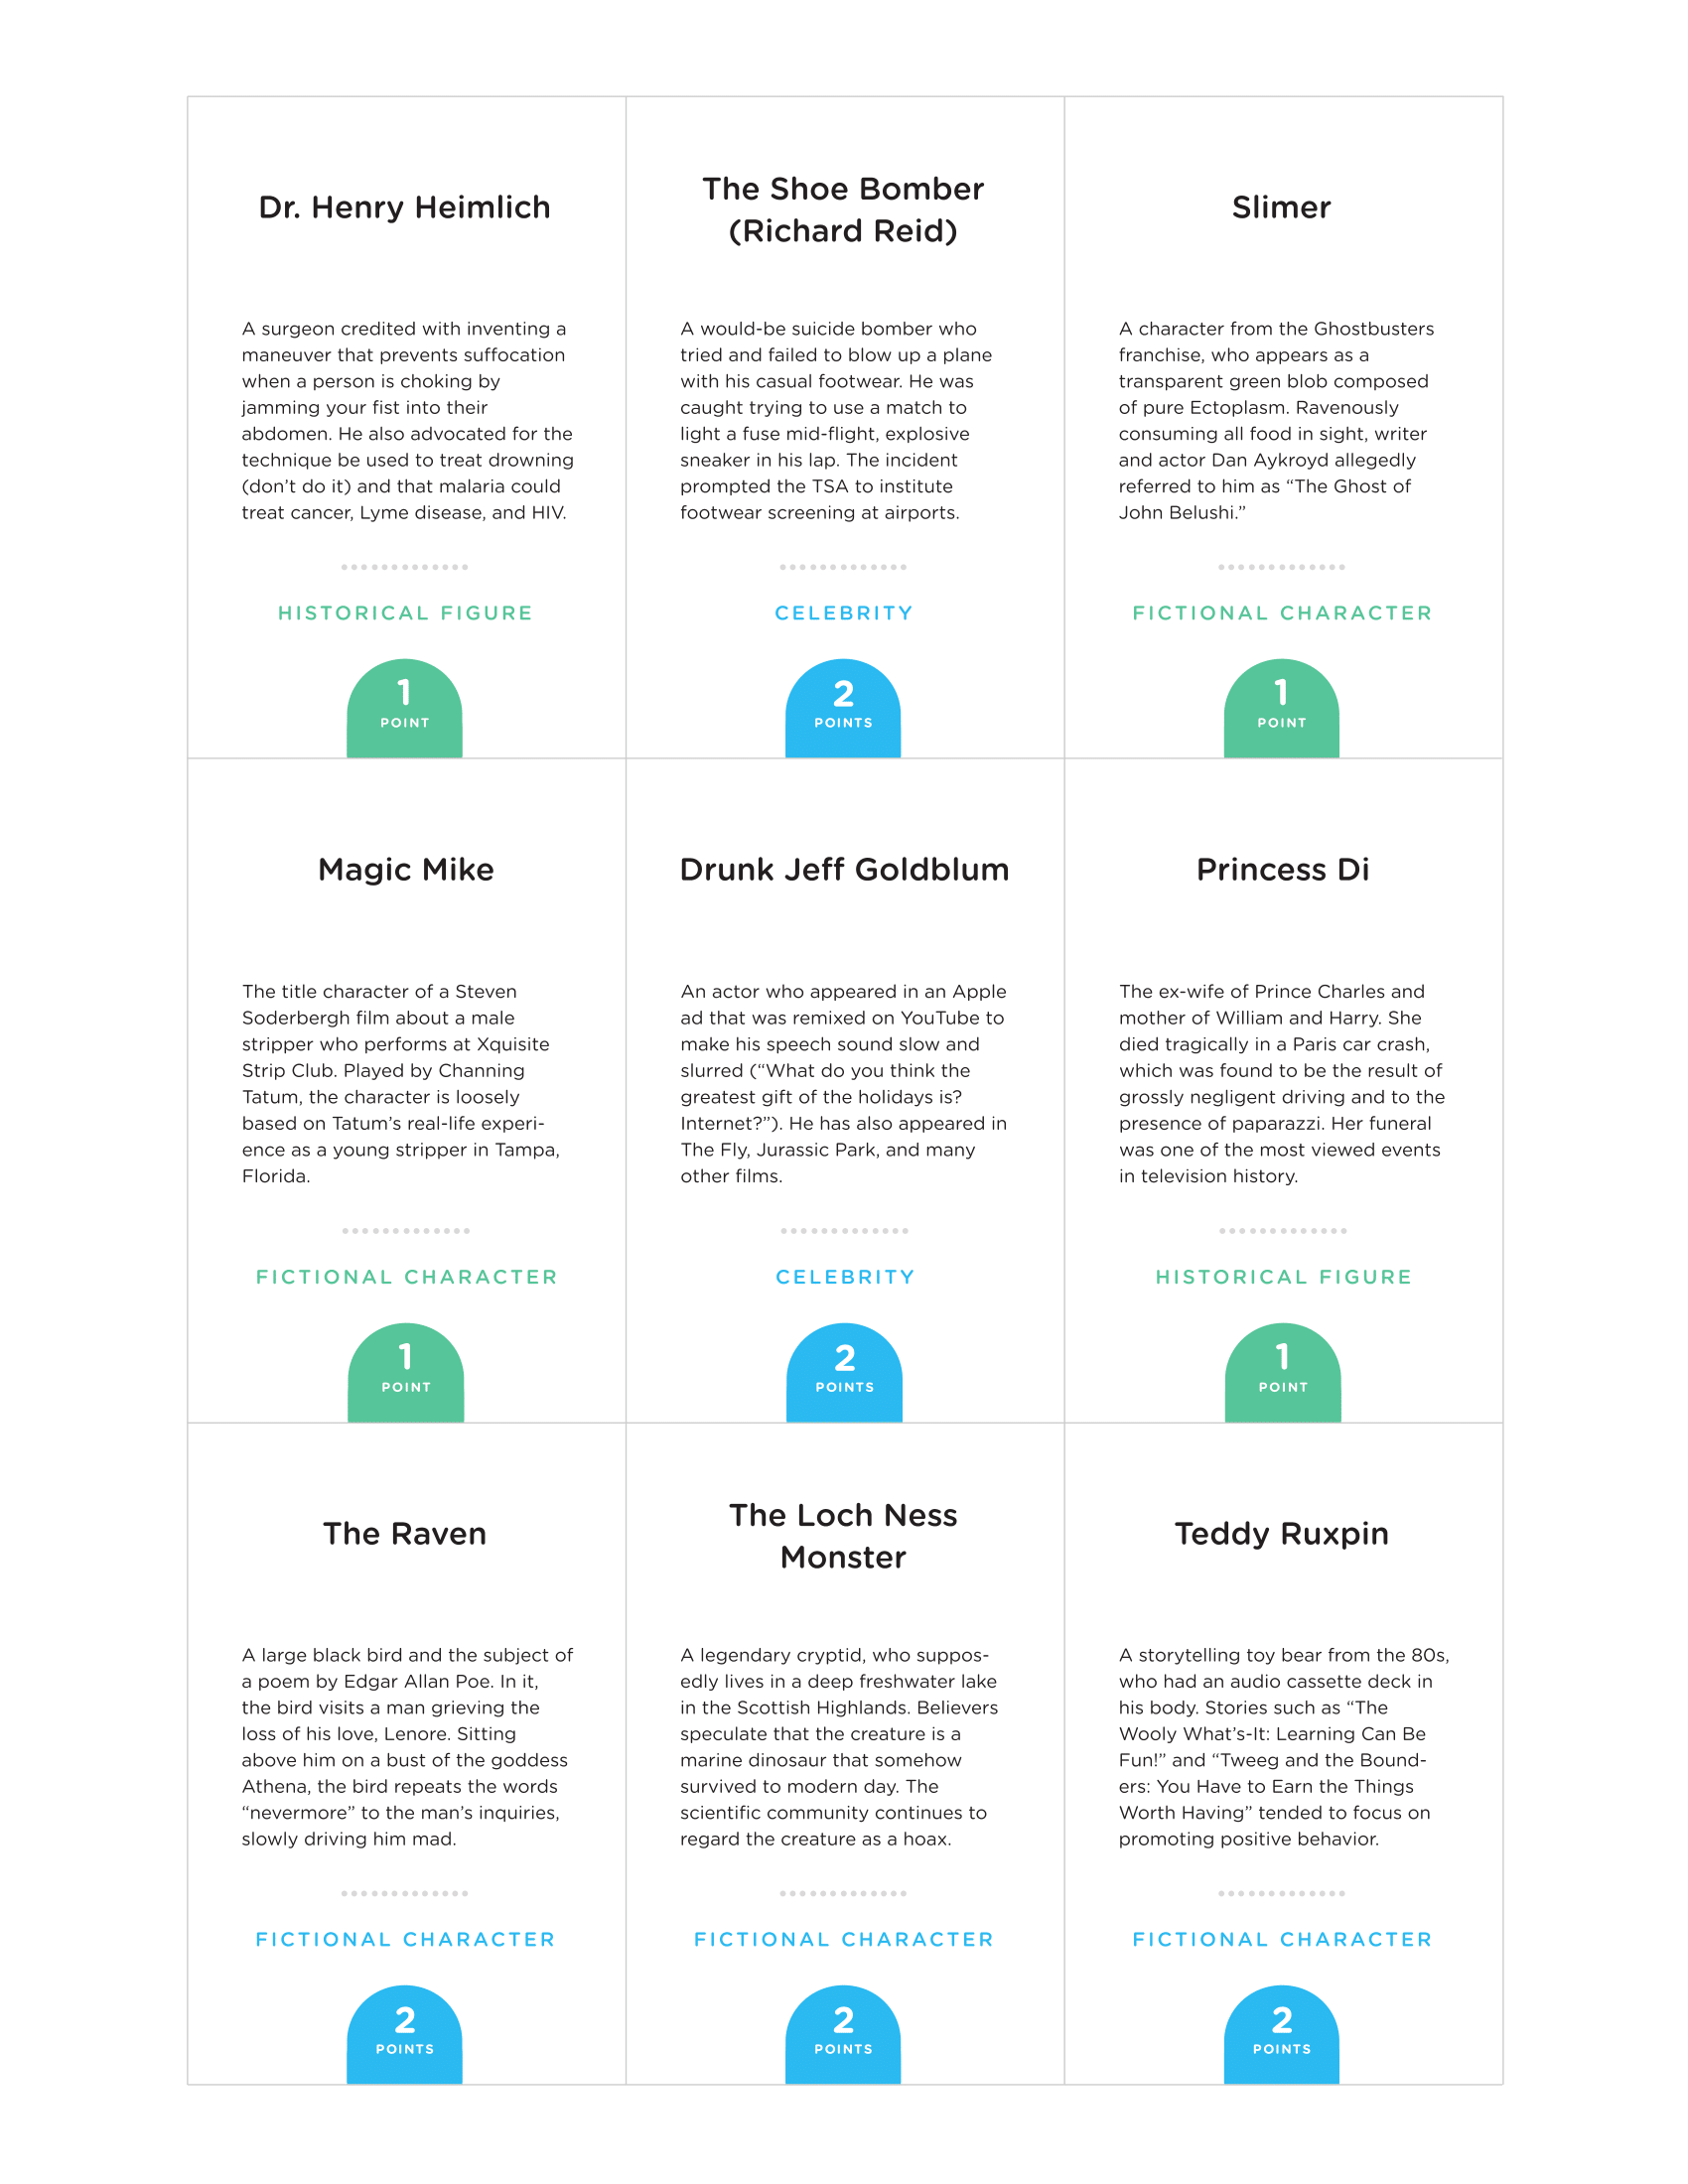 Dr. Henry Heimlich
A surgeon credited with inventing a
maneuver that prevents suffocation
when a person is choking by
jamming your fist into their
abdomen. He also advocated for the
technique be used to treat drowning
(don’t do it) and that malaria could
treat cancer, Lyme disease, and HIV.
HISTORICAL FIGURE
1
POINT
The Shoe Bomber
(Richard Reid)
A would-be suicide bomber who
tried and failed to blow up a plane
with his casual footwear. He was
caught trying to use a match to
light a fuse mid-flight, explosive
sneaker in his lap. The incident
prompted the TSA to institute
footwear screening at airports.
CELEBRITY
2
POINTS
Slimer
A character from the Ghostbusters
franchise, who appears as a
transparent green blob composed
of pure Ectoplasm. Ravenously
consuming all food in sight, writer
and actor Dan Aykroyd allegedly
referred to him as “The Ghost of
John Belushi.”
FICTIONAL CHARACTER
1
POINT
Magic Mike
The title character of a Steven
Soderbergh film about a male
stripper who performs at Xquisite
Strip Club. Played by Channing
Tatum, the character is loosely
based on Tatum’s real-life experi-
ence as a young stripper in Tampa,
Florida.
FICTIONAL CHARACTER
1
POINT
Drunk Jeff Goldblum
An actor who appeared in an Apple
ad that was remixed on YouTube to
make his speech sound slow and
slurred (“What do you think the
greatest gift of the holidays is?
Internet?”). He has also appeared in
The Fly, Jurassic Park, and many
other films.
CELEBRITY
2
POINTS
Princess Di
The ex-wife of Prince Charles and
mother of William and Harry. She
died tragically in a Paris car crash,
which was found to be the result of
grossly negligent driving and to the
presence of paparazzi. Her funeral
was one of the most viewed events
in television history.
HISTORICAL FIGURE
1
POINT
The Raven
A large black bird and the subject of
a poem by Edgar Allan Poe. In it,
the bird visits a man grieving the
loss of his love, Lenore. Sitting
above him on a bust of the goddess
Athena, the bird repeats the words
“nevermore” to the man’s inquiries,
slowly driving him mad.
FICTIONAL CHARACTER
2
POINTS
The Loch Ness
Monster
A legendary cryptid, who suppos-
edly lives in a deep freshwater lake
in the Scottish Highlands. Believers
speculate that the creature is a
marine dinosaur that somehow
survived to modern day. The
scientific community continues to
regard the creature as a hoax.
FICTIONAL CHARACTER
2
POINTS
Teddy Ruxpin
A storytelling toy bear from the 80s,
who had an audio cassette deck in
his body. Stories such as “The
Wooly What’s-It: Learning Can Be
Fun!” and “Tweeg and the Bound-
ers: You Have to Earn the Things
Worth Having” tended to focus on
promoting positive behavior.
FICTIONAL CHARACTER
2
POINTS